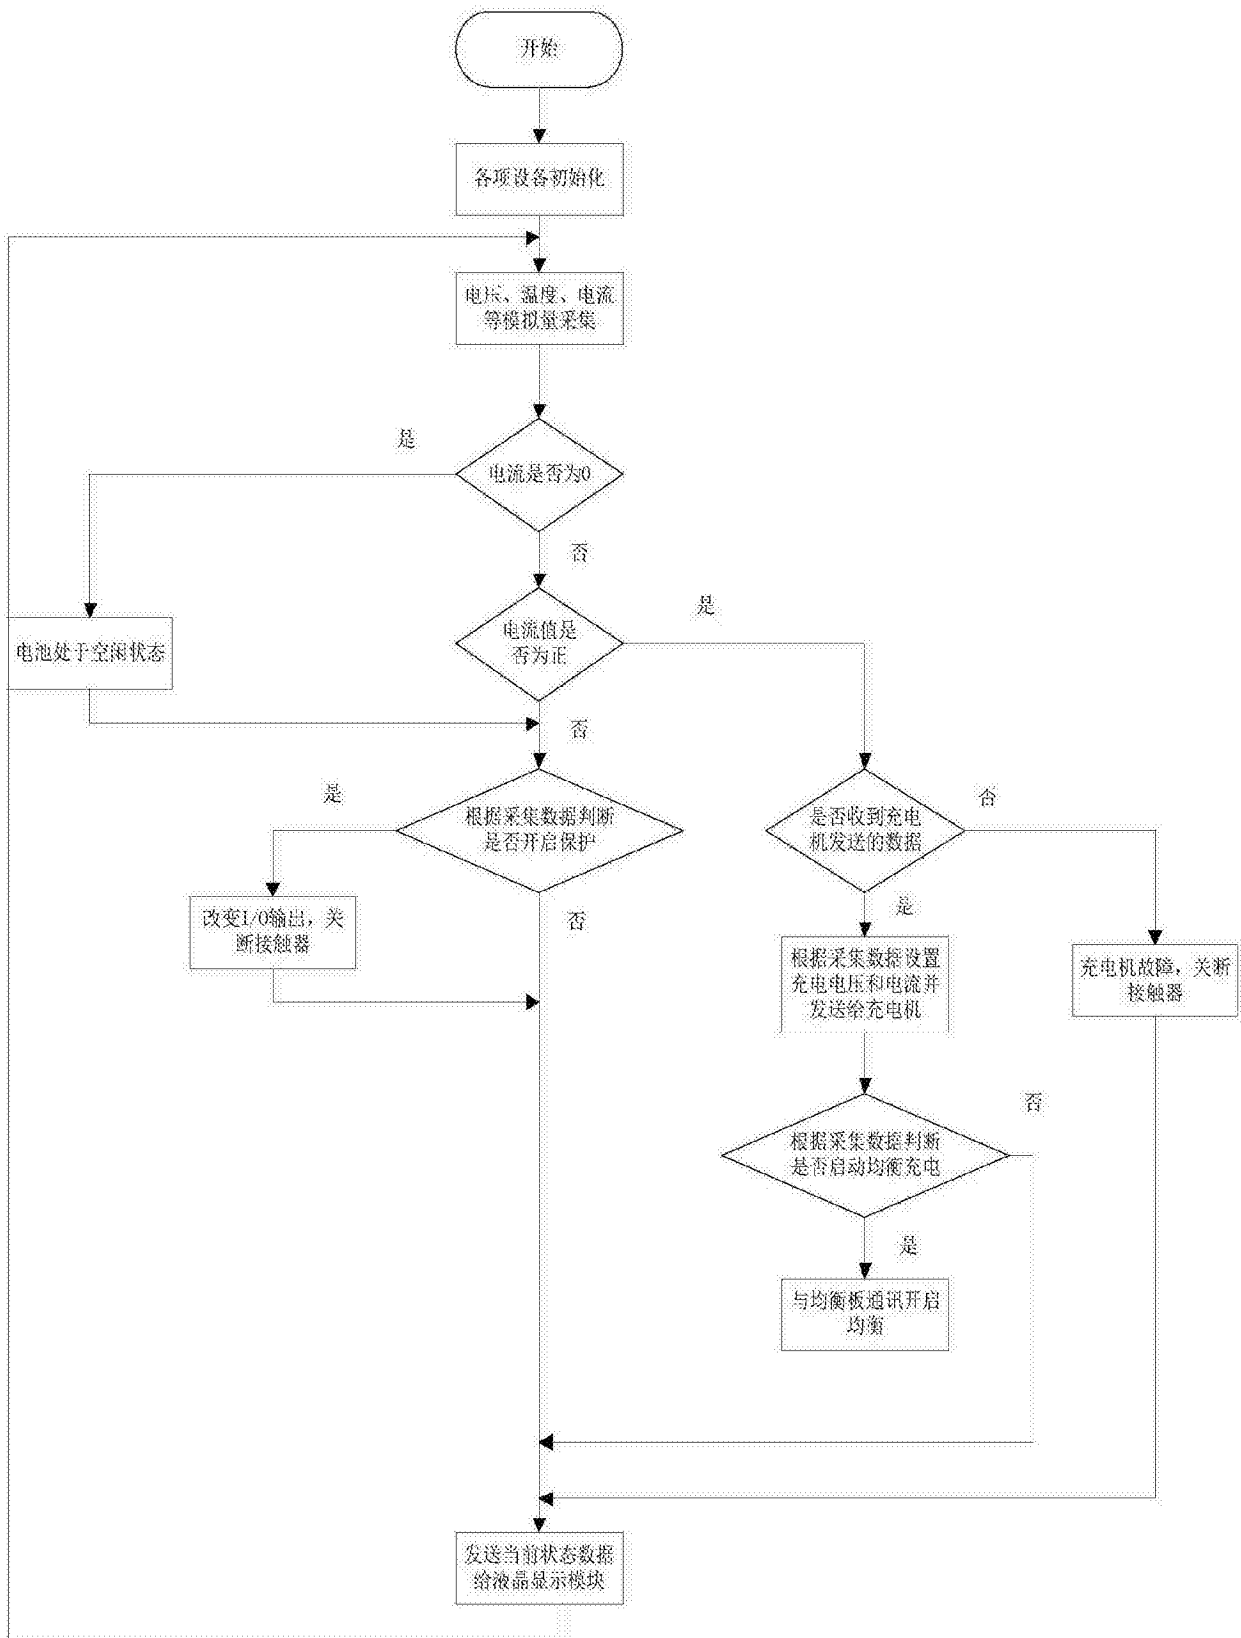 开始
各项设备初始化
电压、温度、电流
等模拟量采集
是
电流是否为0
否
是
电流值是
否为正
电池处于空闲状态
否
是
根据采集数据判断
是否开启保护
是否收到充电
机发送的数据
否
改变I/O输出，关
断接触器
否
是
根据采集数据设置
充电电压和电流并
发送给充电机
充电机故障，关断
接触器
否
根据采集数据判断
是否启动均衡充电
是
与均衡板通讯开启
均衡
发送当前状态数据
给液晶显示模块